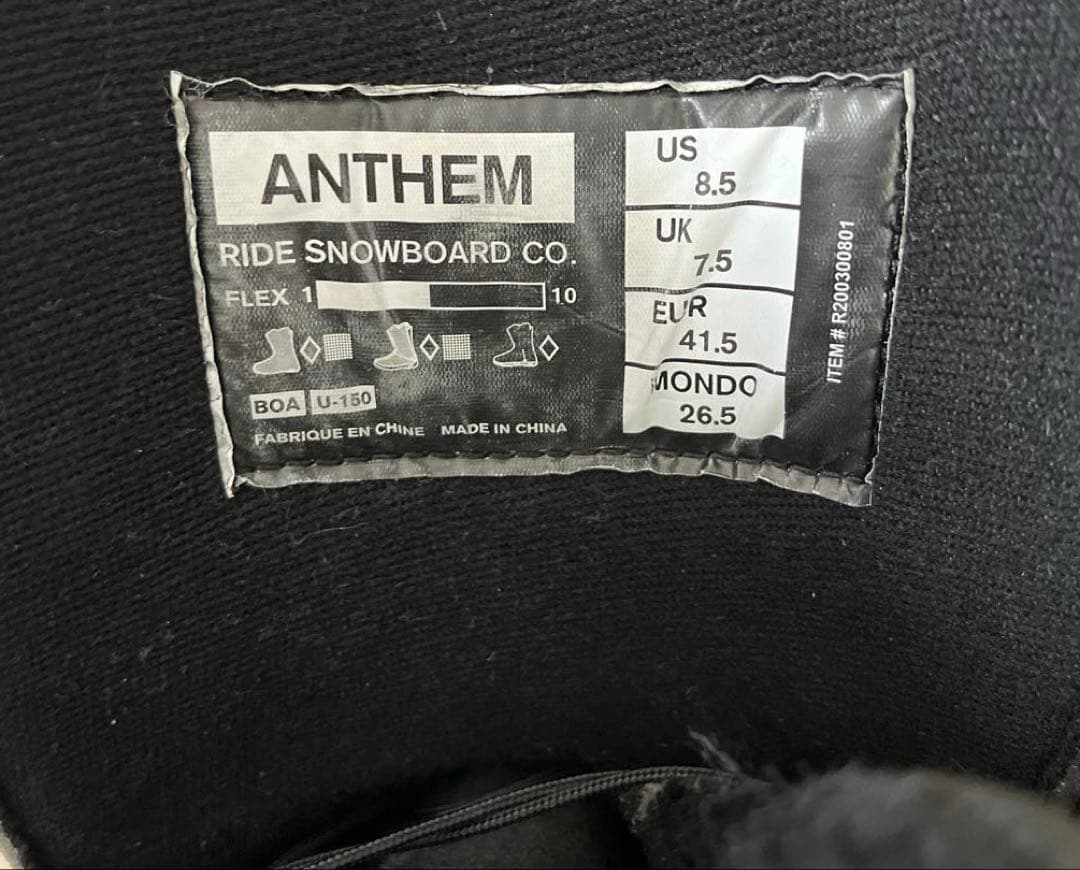 ANTHEM
RIDE SNOWBOARD CO.
FLEX 1 10
BOA U-150
FABRIQUE EN CHINE MADE IN CHINA
US
8.5
UK
7.5
EUR
41.5
MONDO
26.5
ITEM # R200300801